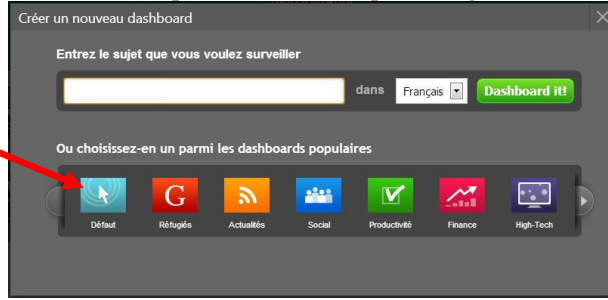 Créer un nouveau dashboard
Entrez le sujet que vous voulez surveiller
dans Français Dashboard it!
Ou choisissez-en un parmi les dashboards populaires
G
Défaut Réfugiés Actualités Social Productivité Finance High-Tech